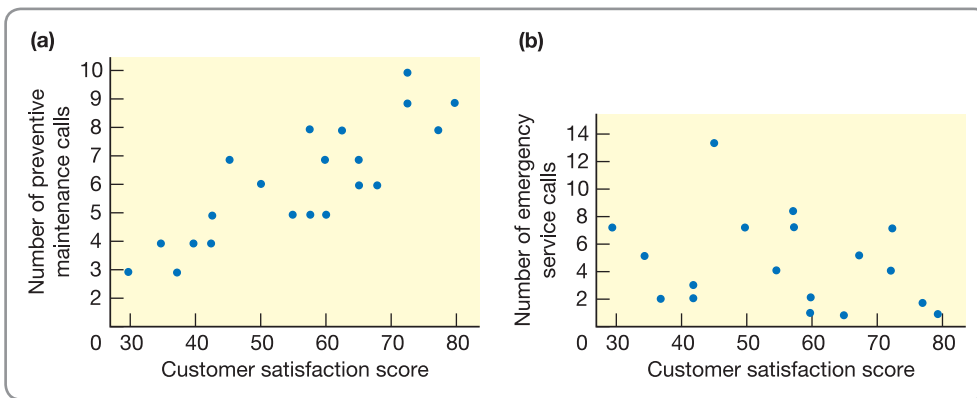 (a)
Number of preventive
maintenance calls
10
9
8
7
6
5
4
3
2
0 30 40 50 60 70 80
Customer satisfaction score
(b)
Number of emergency
service calls
14
12
10
8
6
4
2
0 30 40 50 60 70 80
Customer satisfaction score